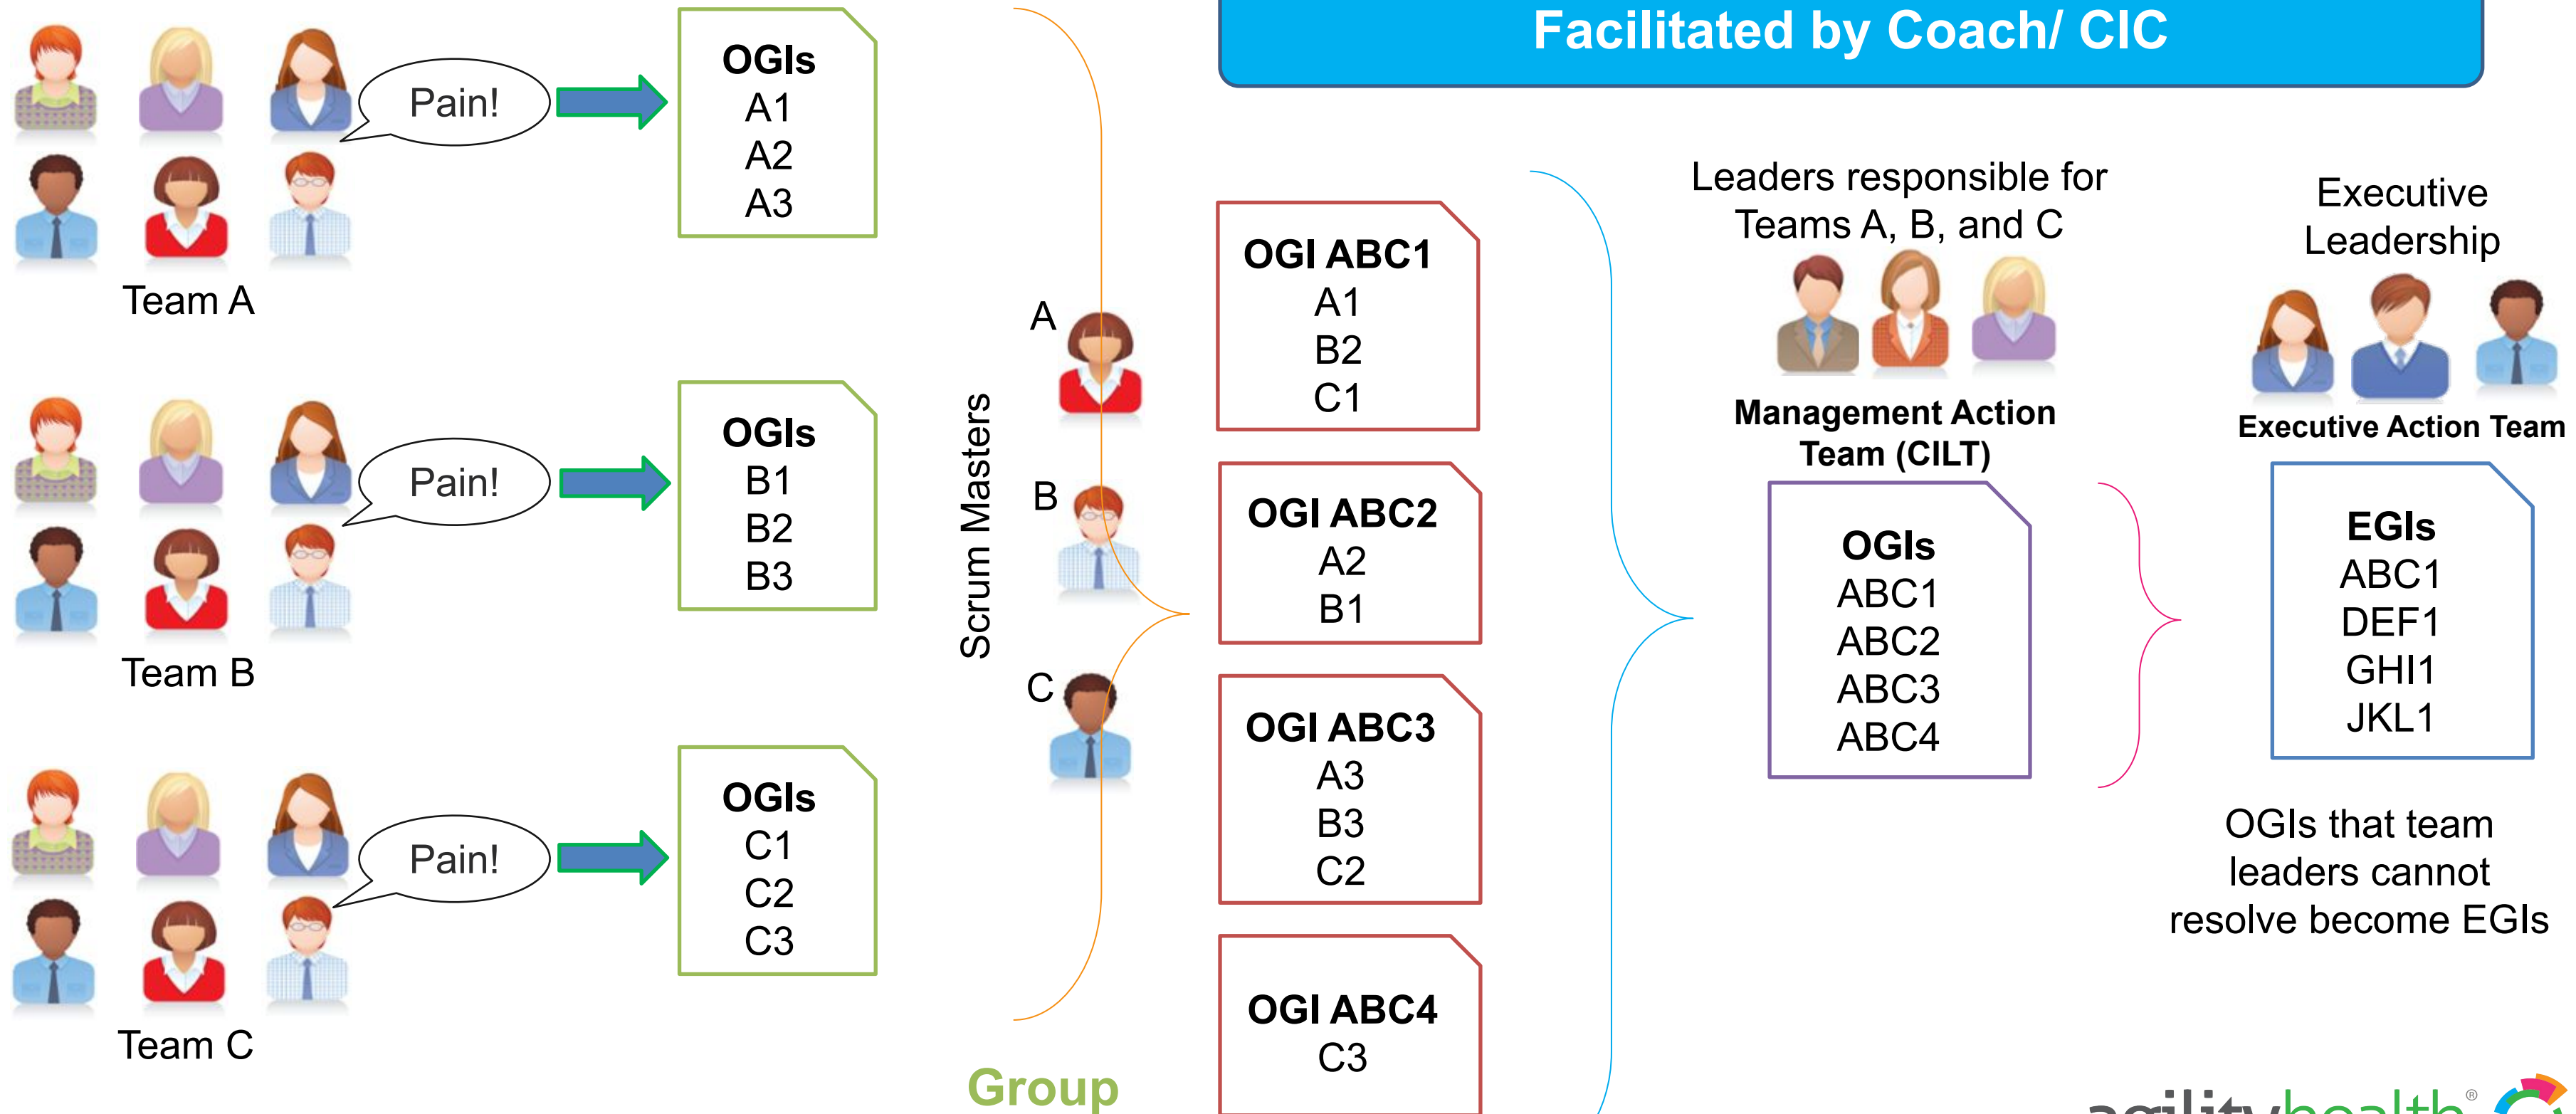 Facilitated by Coach/ CIC
Pain!
OGIs
A1
A2
A3
Team A
Pain!
OGIs
B1
B2
B3
Team B
Pain!
OGIs
C1
C2
C3
Team C
Scrum Masters
A
B
C
Group
OGI ABC1
A1
B2
C1
OGI ABC2
A2
B1
OGI ABC3
A3
B3
C2
OGI ABC4
C3
Leaders responsible for
Teams A, B, and C
Management Action
Team (CILT)
OGIs
ABC1
ABC2
ABC3
ABC4
Executive
Leadership
Executive Action Team
EGIs
ABC1
DEF1
GHI1
JKL1
OGIs that team
leaders cannot
resolve become EGIs
agilityhealth®